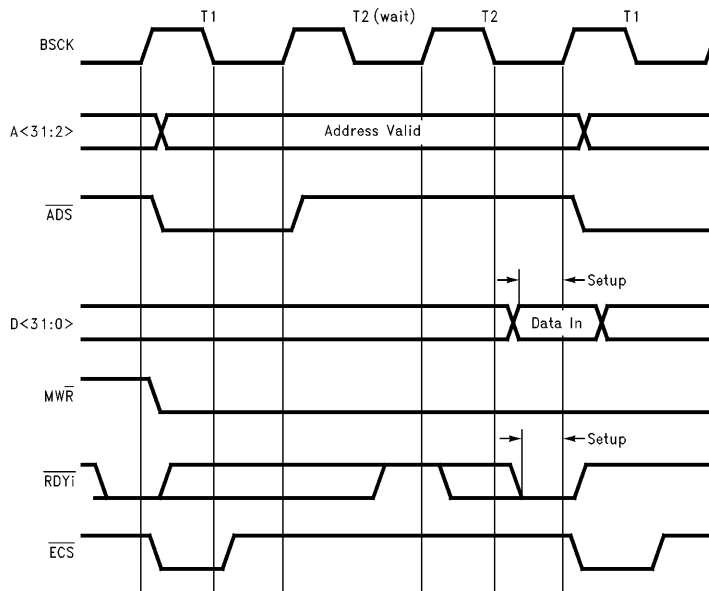 T1 T2 (wait) T2 T1
BSCK
A<31:2> Address Valid
ADS
Setup
D<31:0> Data In
MWR
Setup
RDYi
ECS